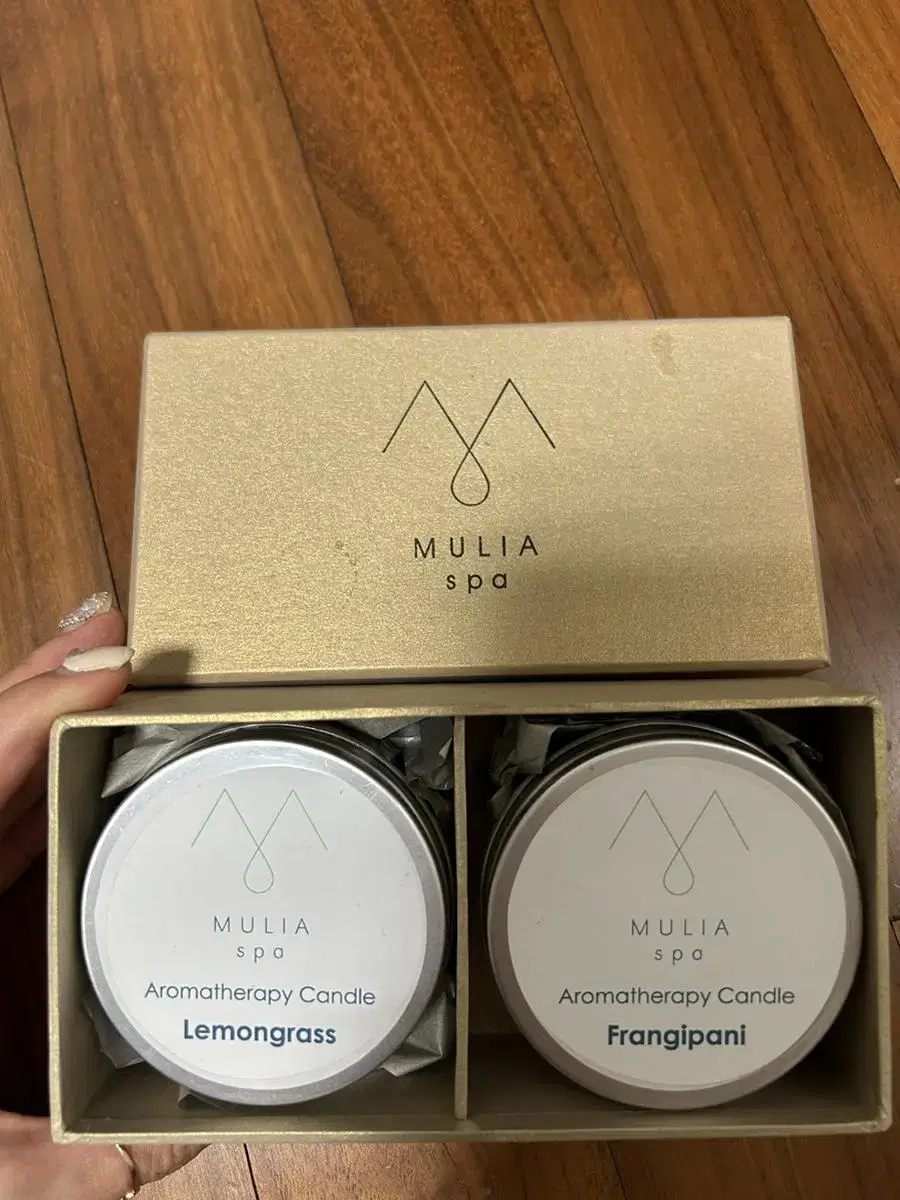 MULIA
spa
MULIA
spa
Aromatherapy Candle
Lemongrass
MULIA
spa
Aromatherapy Candle
Frangipani